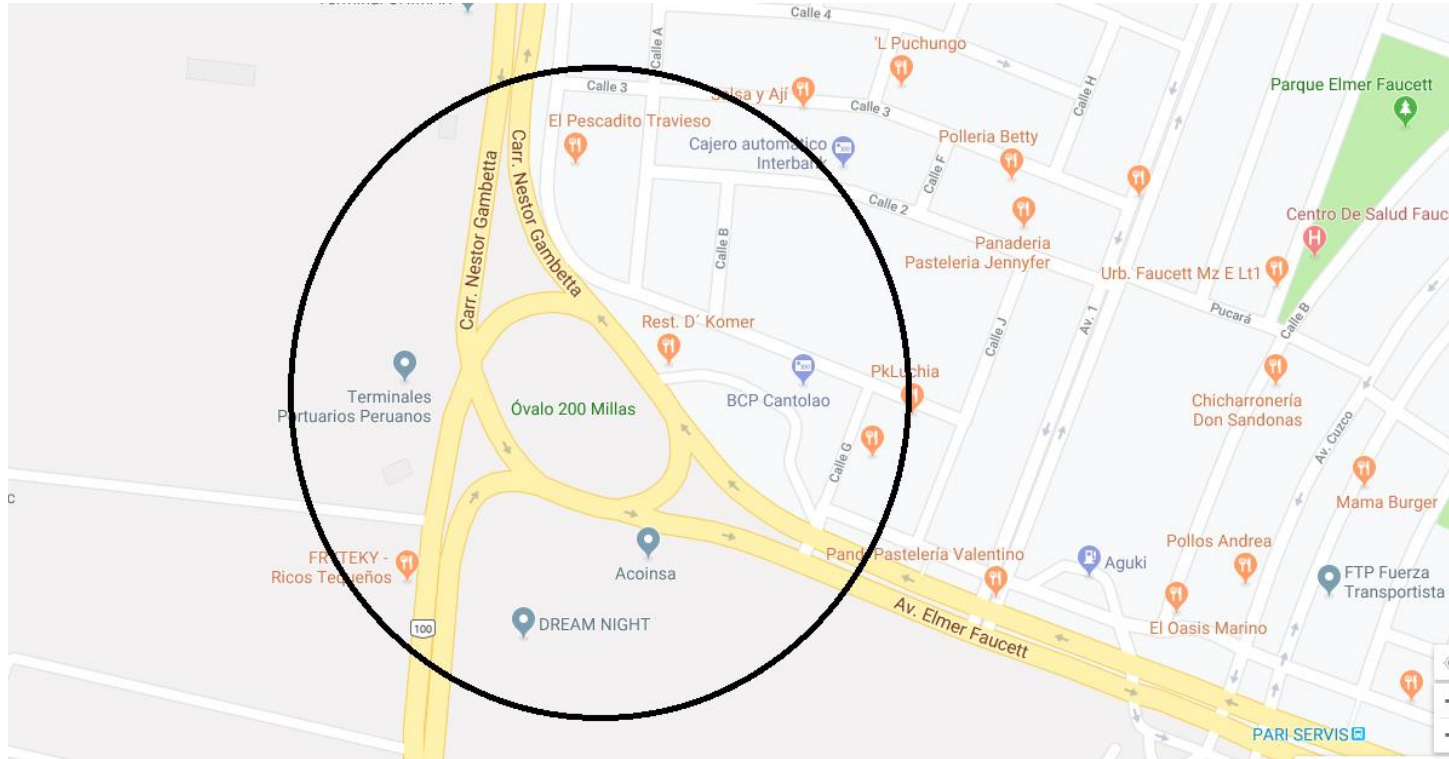 Calle 4
'L Puchungo
Calle A
Calle H
Parque Elmer Faucett
Calle 3
Salsa y Ají
Calle 3
El Pescadito Travieso
Cajero automático
Interbank
Polleria Betty
Carr. Nestor Gambetta
Carr. Nestor Gambetta
Calle F
Calle 2
Calle B
Panaderia
Pasteleria Jennyfer
Centro De Salud Fauc
Urb. Faucett Mz E Lt1
Pucará
Calle B
Rest. D´ Komer
Calle J
Av. 1
PkLuchia
Terminales
Portuarios Peruanos
Óvalo 200 Millas
BCP Cantolao
Chicharronería
Don Sandonas
Av. Cuzco
Calle G
Mama Burger
c
FRYTEKY -
Ricos Tequeños
Acoinsa
Pand. Pastelería Valentino
Aguki
Pollos Andrea
FTP Fuerza
Transportista
100
DREAM NIGHT
Av. Elmer Faucett
El Oasis Marino
PARI SERVIS